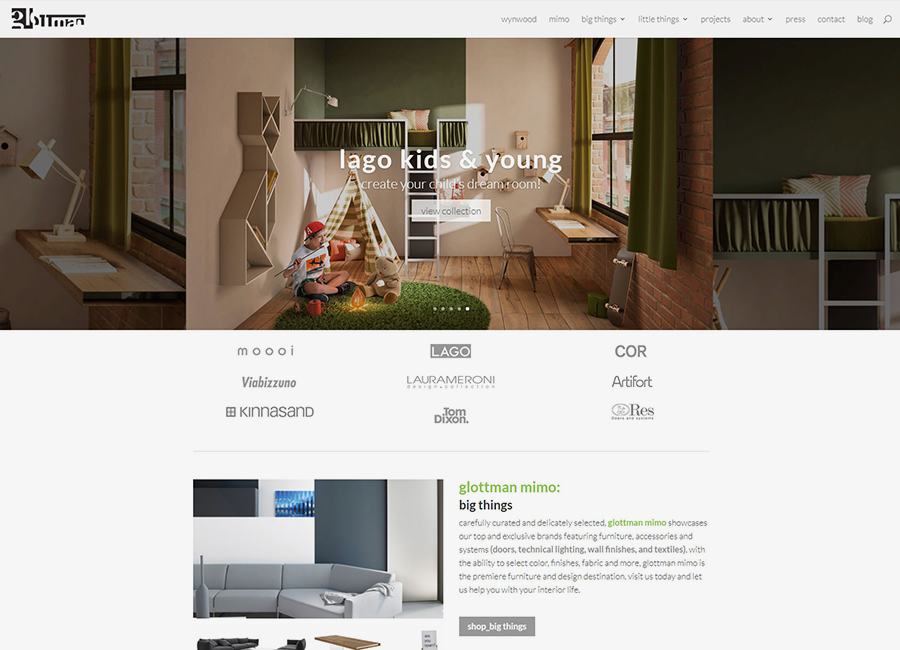 glottman
wynwood mimo big things little things projects about press contact blog
lago kids & young
create your child's dream room!
view collection
moooi
LAGO
COR
Viabizzuno
LAURAMERONI
design collection
Artifort
KINNASAND
Tom
Dixon.
Res
Doors and systems
glottman mimo:
big things
carefully curated and delicately selected, glottman mimo showcases
our top and exclusive brands featuring furniture, accessories and
systems (doors, technical lighting, wall finishes, and textiles). with
the ability to select color, finishes, fabric and more, glottman mimo is
the premiere furniture and design destination. visit us today and let
us help you with your interior life.
shop_big things